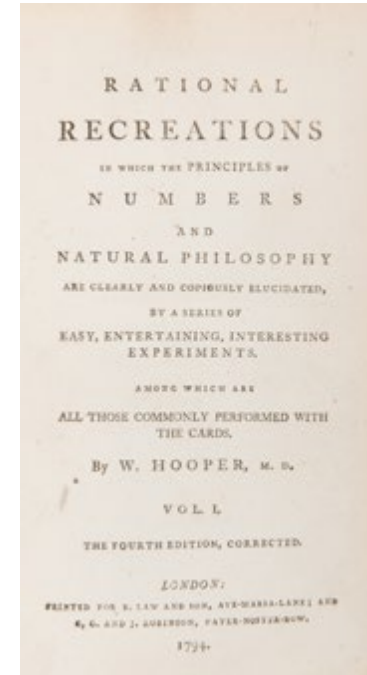 RATIONAL
RECREATIONS
IN WHICH THE PRINCIPLES OF
NUMBERS
AND
NATURAL PHILOSOPHY
ARE CLEARLY AND COPIOUSLY ELUCIDATED,
BY A SERIES OF
EASY, ENTERTAINING, INTERESTING
EXPERIMENTS.
AMONG WHICH ARE
ALL THOSE COMMONLY PERFORMED WITH
THE CARDS.
By W. HOOPER, M. D.
VOL. I.
THE FOURTH EDITION, CORRECTED.
LONDON:
PRINTED FOR B. LAW AND SON, AVE-MARIA-LANE; AND
G. G. AND J. ROBINSON, PATER-NOSTER-ROW.
1794.